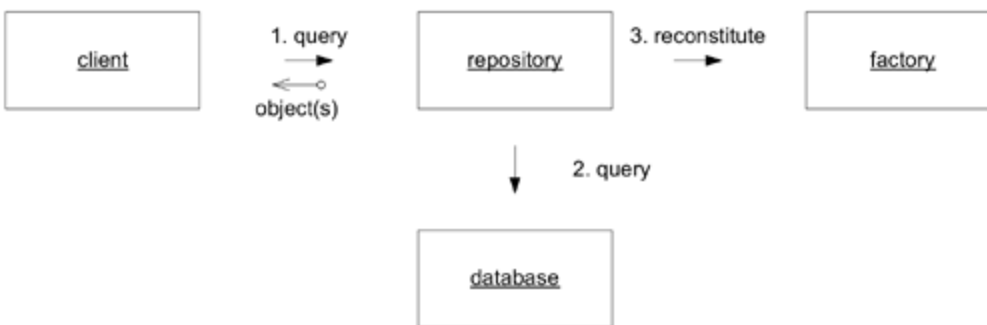 1. query
3. reconstitute
client
repository
factory
object(s)
2. query
database